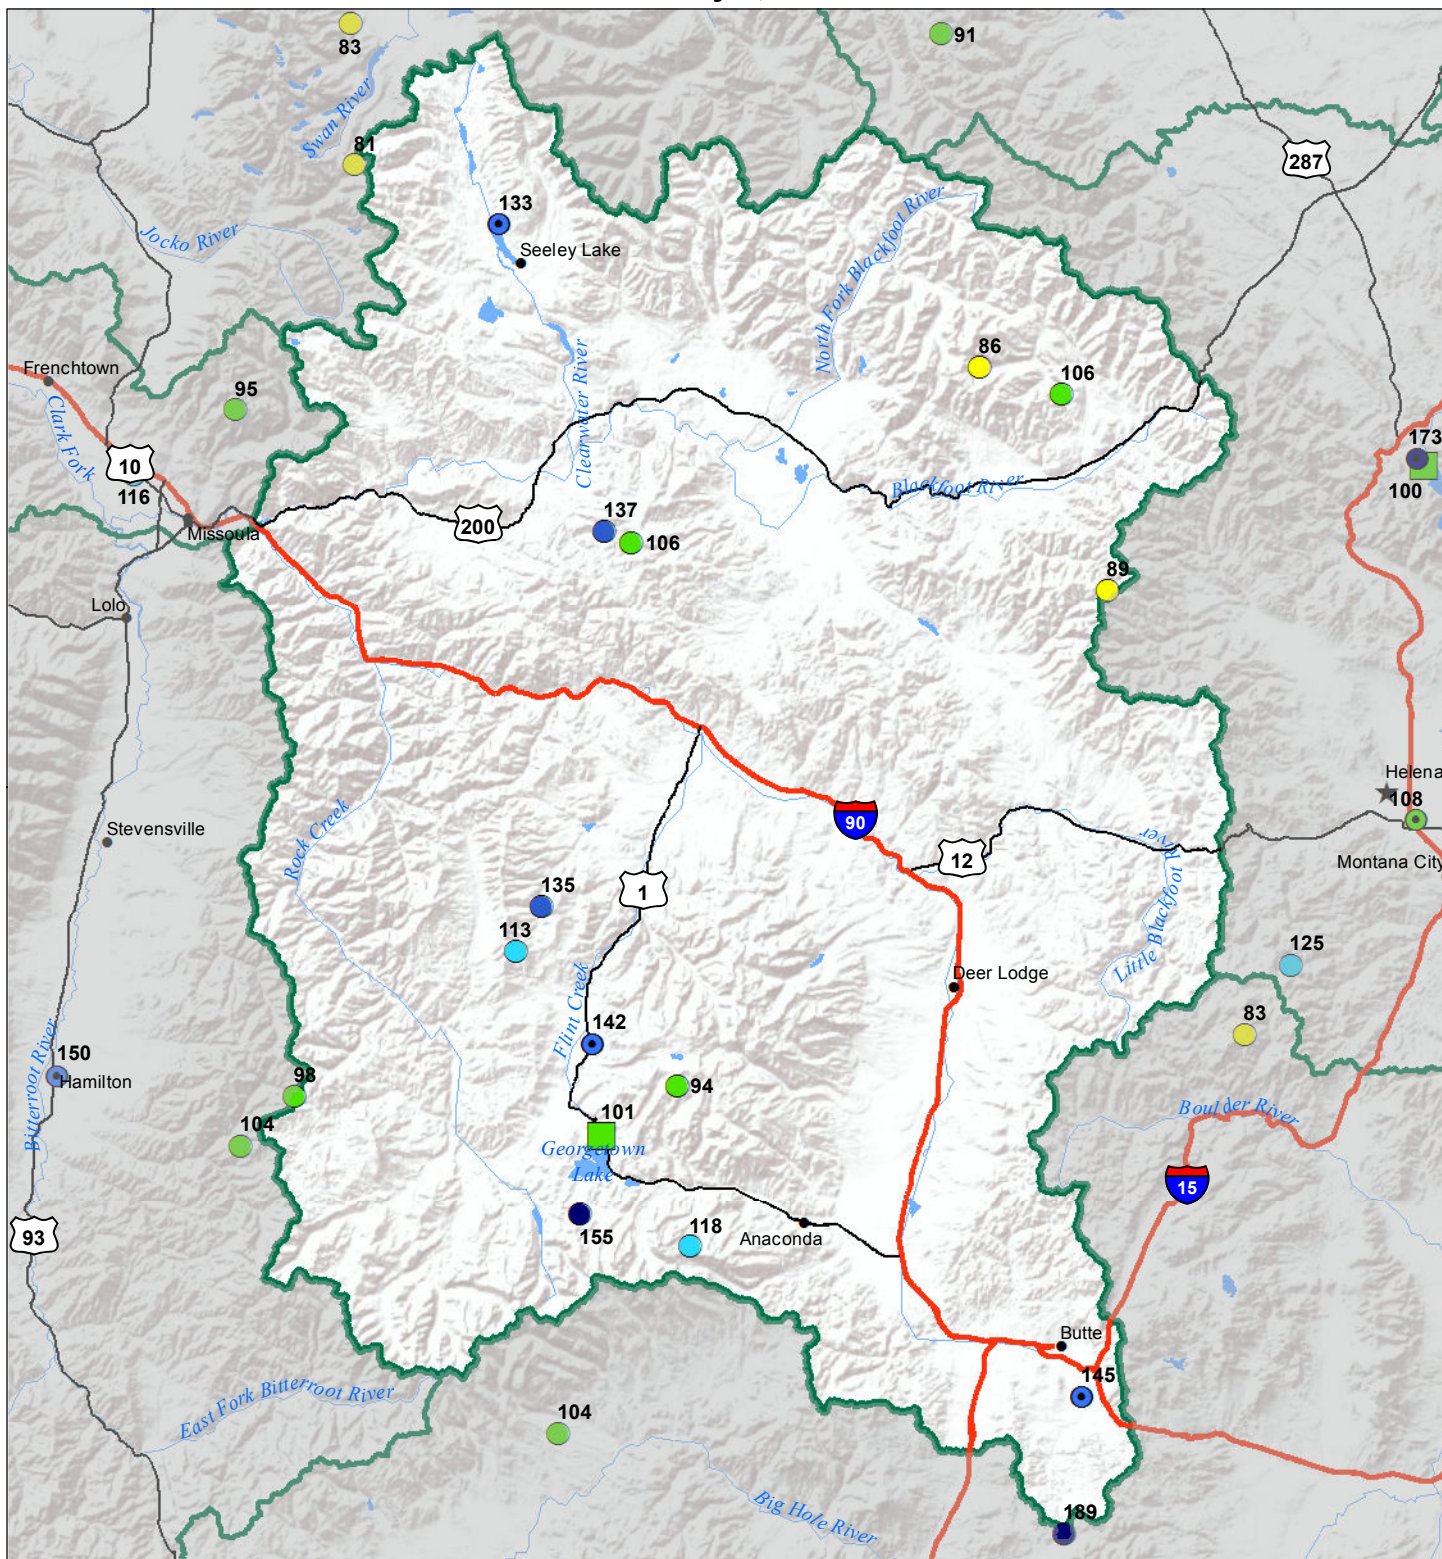 83
91
Swan River
81
287
133
Jocko River
Seeley Lake
North Fork Blackfoot River
Frenchtown
86
95
106
Clearwater River
Clark Fork
10
173
116
100
Blackfoot River
200
137
106
Missoula
89
Lolo
Helena
108
Rock Creek
Stevensville
90
12
Little Blackfoot River
Montana City
1
135
113
125
Deer Lodge
Flint Creek
142
83
150
Hamilton
98
94
101
Bitterroot River
104
Georgetown
Lake
Boulder River
15
155
118
Anaconda
93
Butte
145
East Fork Bitterroot River
104
Big Hole River
189